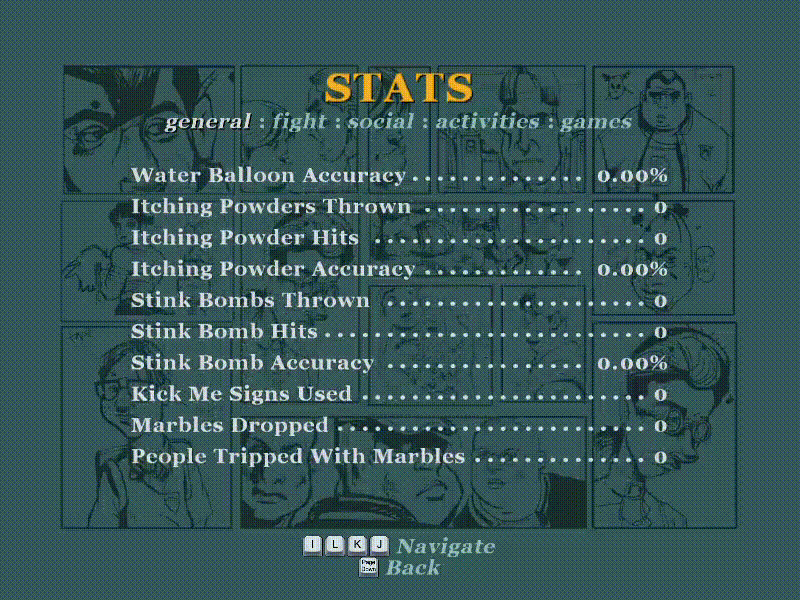 STATS
general : fight : social : activities : games
Water Balloon Accuracy . . . . . . . . . . . . . . 0.00%
Itching Powders Thrown . . . . . . . . . . . . . . . . . . 0
Itching Powder Hits . . . . . . . . . . . . . . . . . . . . . . 0
Itching Powder Accuracy . . . . . . . . . . . . . 0.00%
Stink Bombs Thrown . . . . . . . . . . . . . . . . . . . . . 0
Stink Bomb Hits . . . . . . . . . . . . . . . . . . . . . . . . . . 0
Stink Bomb Accuracy . . . . . . . . . . . . . . . . 0.00%
Kick Me Signs Used . . . . . . . . . . . . . . . . . . . . . . . 0
Marbles Dropped . . . . . . . . . . . . . . . . . . . . . . . . . 0
People Tripped With Marbles . . . . . . . . . . . . . . 0
I L K J Navigate
Page Down Back